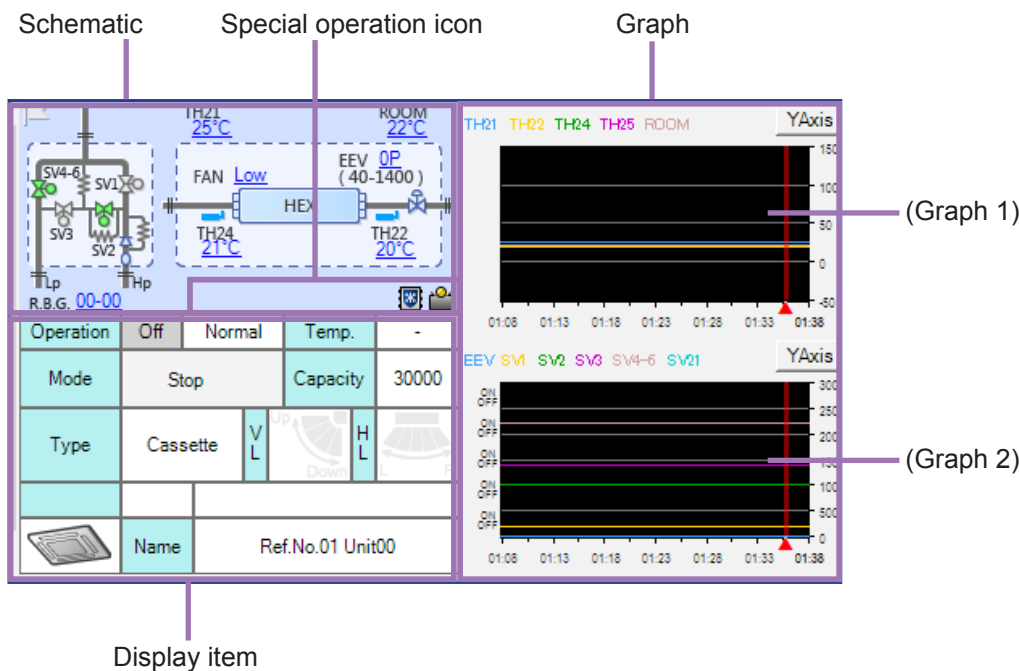 Schematic Special operation icon Graph
TH21
25°C
ROOM
22°C
SV4-6
SV1
SV3
SV2
FAN Low
EEV 0P
( 40-1400 )
HEX
TH24
21°C
TH22
20°C
Lp
Hp
R.B.G. 00-00
Operation Off Normal Temp. -
Mode Stop Capacity 30000
Type Cassette V L Up Down H L L
Name Ref.No.01 Unit00
TH21 TH22 TH24 TH25 ROOM YAxis
150
100
50
0
-50
01:08 01:13 01:18 01:23 01:28 01:33 01:38
(Graph 1)
EEV SV1 SV2 SV3 SV4-6 SV21 YAxis
ON
OFF
ON
OFF
ON
OFF
ON
OFF
ON
OFF
300
250
200
150
100
500
0
01:08 01:13 01:18 01:23 01:28 01:33 01:38
(Graph 2)
Display item